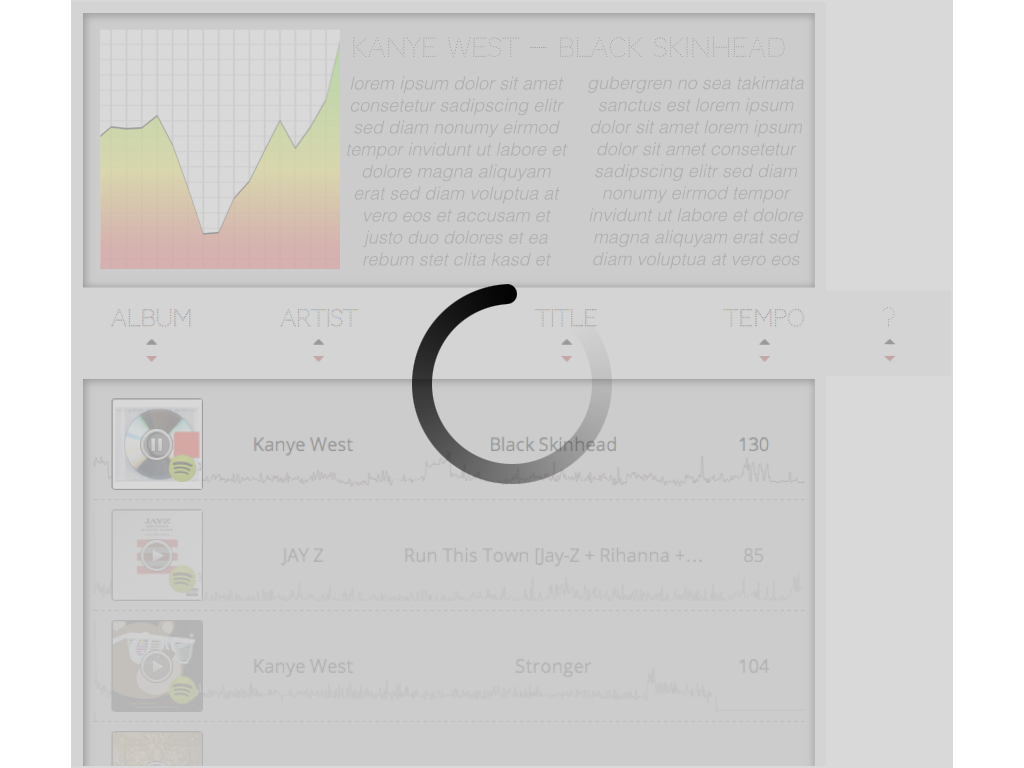 KANYE WEST – BLACK SKINHEAD
lorem ipsum dolor sit amet
consetetur sadipscing elitr
sed diam nonumy eirmod
tempor invidunt ut labore et
dolore magna aliquyam
erat sed diam voluptua at
vero eos et accusam et
justo duo dolores et ea
rebum stet clita kasd et
gubergren no sea takimata
sanctus est lorem ipsum
dolor sit amet lorem ipsum
dolor sit amet consetetur
sadipscing elitr sed diam
nonumy eirmod tempor
invidunt ut labore et dolore
magna aliquyam erat sed
diam voluptua at vero eos
ALBUM ARTIST TITLE TEMPO ?
Kanye West Black Skinhead 130
JAY Z
JAY Z Run This Town [Jay-Z + Rihanna +... 85
Kanye West Stronger 104